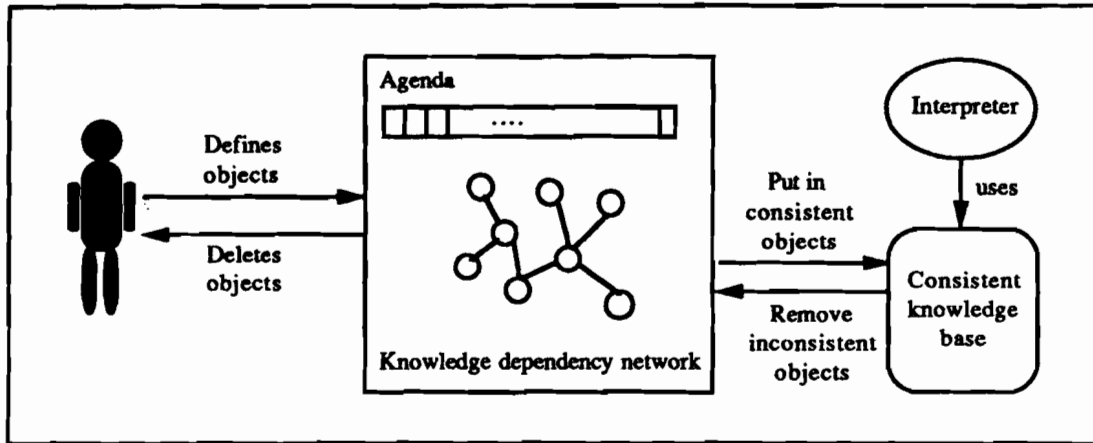 Agenda
....
Interpreter
Defines
objects
Deletes
objects
Put in
consistent
objects
uses
Remove
inconsistent
objects
Consistent
knowledge
base
Knowledge dependency network